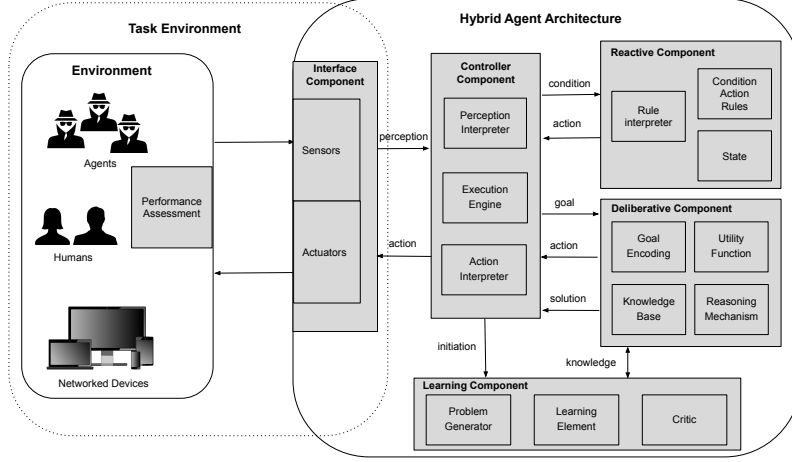 Task Environment
Hybrid Agent Architecture
Environment
Agents
Humans
Networked Devices
Performance
Assessment
Interface
Component
Sensors
Actuators
perception
action
Controller
Component
Perception
Interpreter
Execution
Engine
Action
Interpreter
condition
action
goal
action
solution
initiation
knowledge
Reactive Component
Rule
interpreter
Condition
Action
Rules
State
Deliberative Component
Goal
Encoding
Utility
Function
Knowledge
Base
Reasoning
Mechanism
Learning Component
Problem
Generator
Learning
Element
Critic